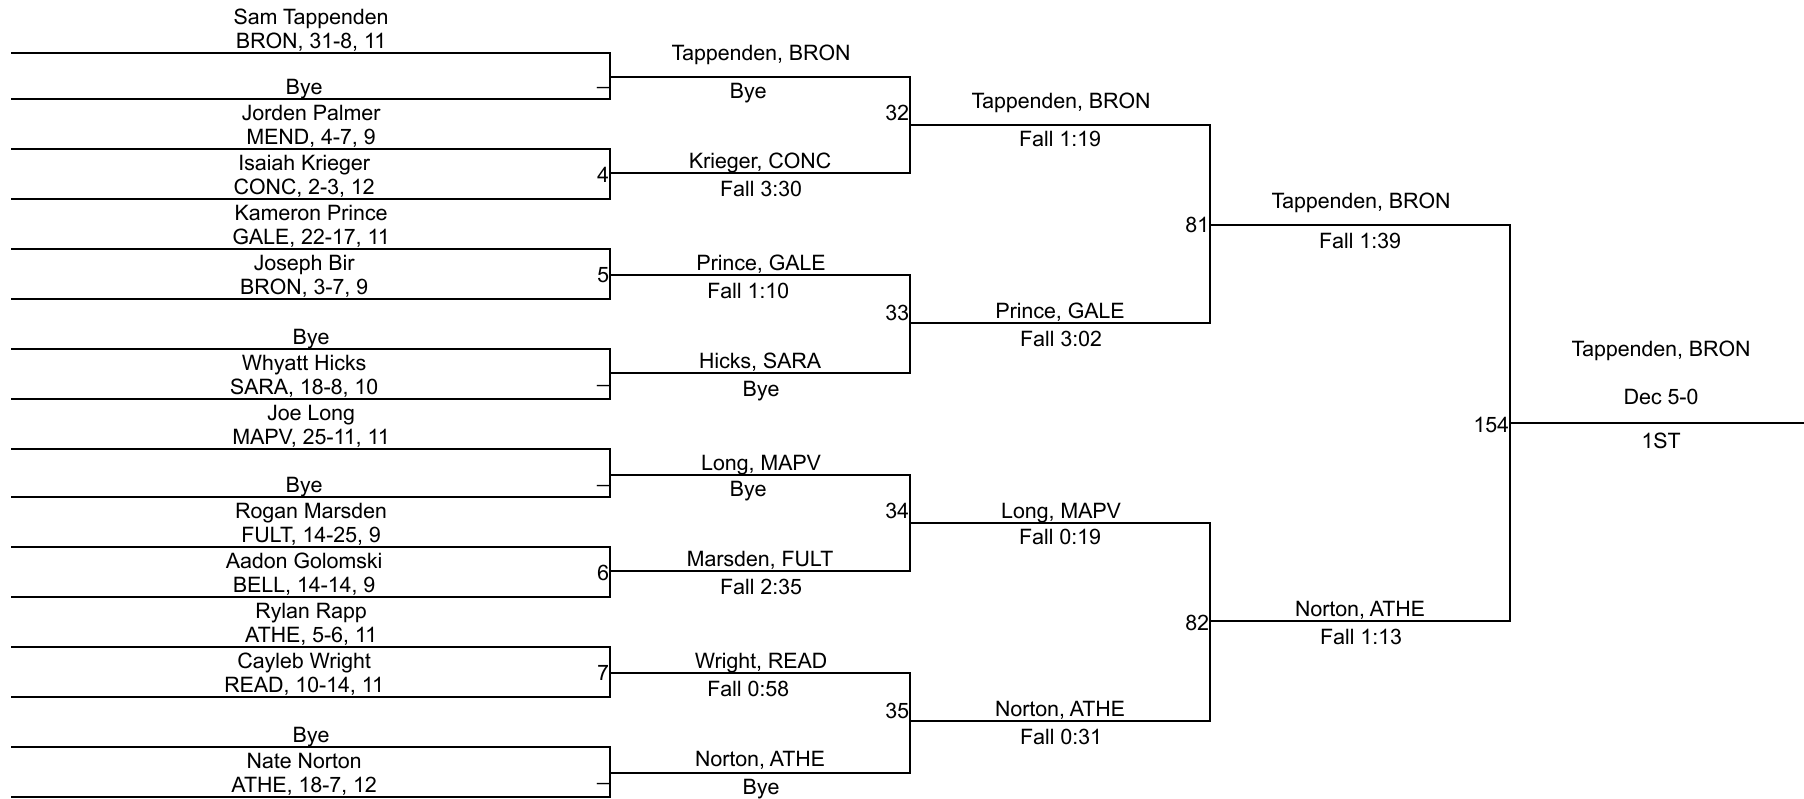 Sam Tappenden
BRON, 31-8, 11
Bye
Jorden Palmer
MEND, 4-7, 9
Isaiah Krieger
CONC, 2-3, 12
Kameron Prince
GALE, 22-17, 11
Joseph Bir
BRON, 3-7, 9
Bye
Whyatt Hicks
SARA, 18-8, 10
Joe Long
MAPV, 25-11, 11
Bye
Rogan Marsden
FULT, 14-25, 9
Aadon Golomski
BELL, 14-14, 9
Rylan Rapp
ATHE, 5-6, 11
Cayleb Wright
READ, 10-14, 11
Bye
Nate Norton
ATHE, 18-7, 12
–
4
5
–
–
6
7
–
Tappenden, BRON
Bye
Krieger, CONC
Fall 3:30
Prince, GALE
Fall 1:10
Hicks, SARA
Bye
Long, MAPV
Bye
Marsden, FULT
Fall 2:35
Wright, READ
Fall 0:58
Norton, ATHE
Bye
32
33
34
35
Tappenden, BRON
Fall 1:19
Prince, GALE
Fall 3:02
Long, MAPV
Fall 0:19
Norton, ATHE
Fall 0:31
81
82
Tappenden, BRON
Fall 1:39
Norton, ATHE
Fall 1:13
154
Tappenden, BRON
Dec 5-0
1ST